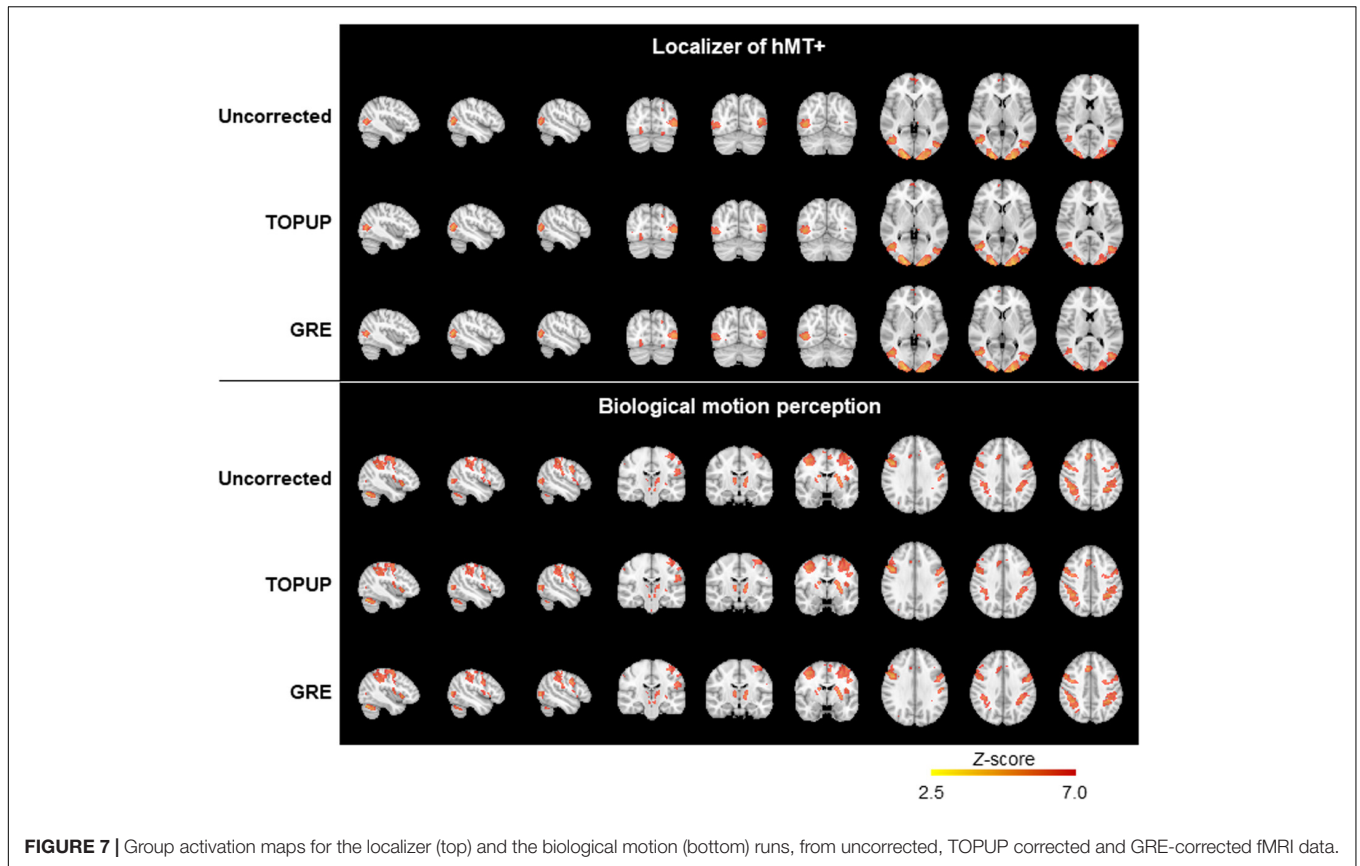 Localizer of hMT+
Uncorrected
TOPUP
GRE
Biological motion perception
Uncorrected
TOPUP
GRE
Z-score
2.5 7.0
FIGURE 7 | Group activation maps for the localizer (top) and the biological motion (bottom) runs, from uncorrected, TOPUP corrected and GRE-corrected fMRI data.